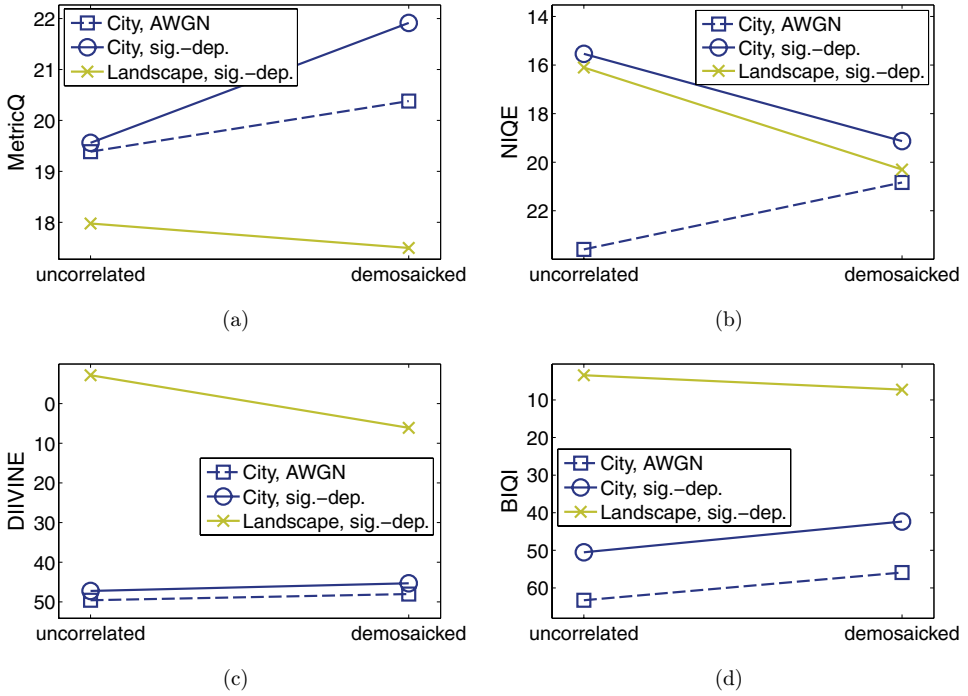 22
21
20
19
18
MetricQ
City, AWGN
City, sig.-dep.
Landscape, sig.-dep.
uncorrelated
demosaicked
(a)
14
16
18
20
22
NIQE
City, AWGN
City, sig.-dep.
Landscape, sig.-dep.
uncorrelated
demosaicked
(b)
0
10
20
30
40
50
DIIVINE
City, AWGN
City, sig.-dep.
Landscape, sig.-dep.
uncorrelated
demosaicked
(c)
10
20
30
40
50
60
BIQI
City, AWGN
City, sig.-dep.
Landscape, sig.-dep.
uncorrelated
demosaicked
(d)